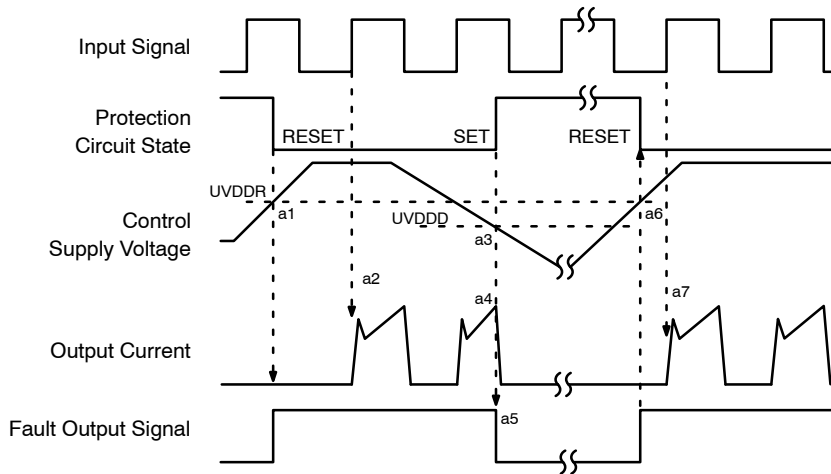 Input Signal
Protection
Circuit State
RESET
SET
RESET
UVDDR
a1
UVDDD
a3
a6
Control
Supply Voltage
a2
a4
a7
Output Current
a5
Fault Output Signal